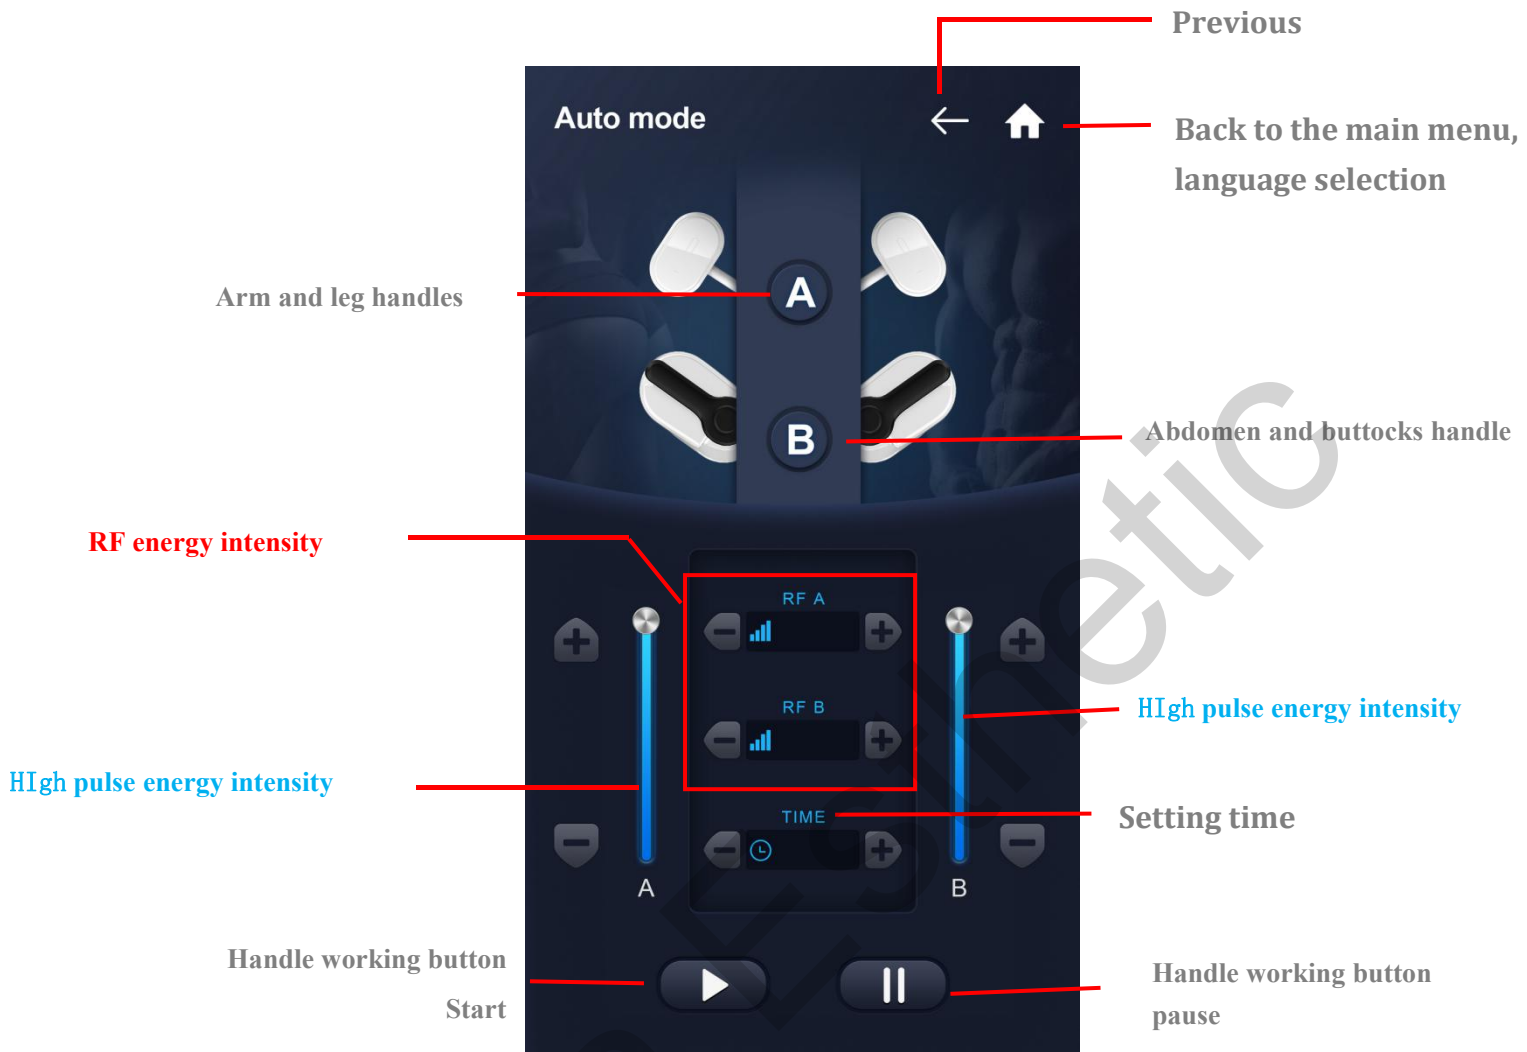 Previous
Auto mode
Back to the main menu,
language selection
A
Arm and leg handles
B
Abdomen and buttocks handle
RF energy intensity
RF A
RF B
HIgh pulse energy intensity
HIgh pulse energy intensity
TIME
Setting time
A
B
Handle working button
Start
Handle working button
pause
Esthetic